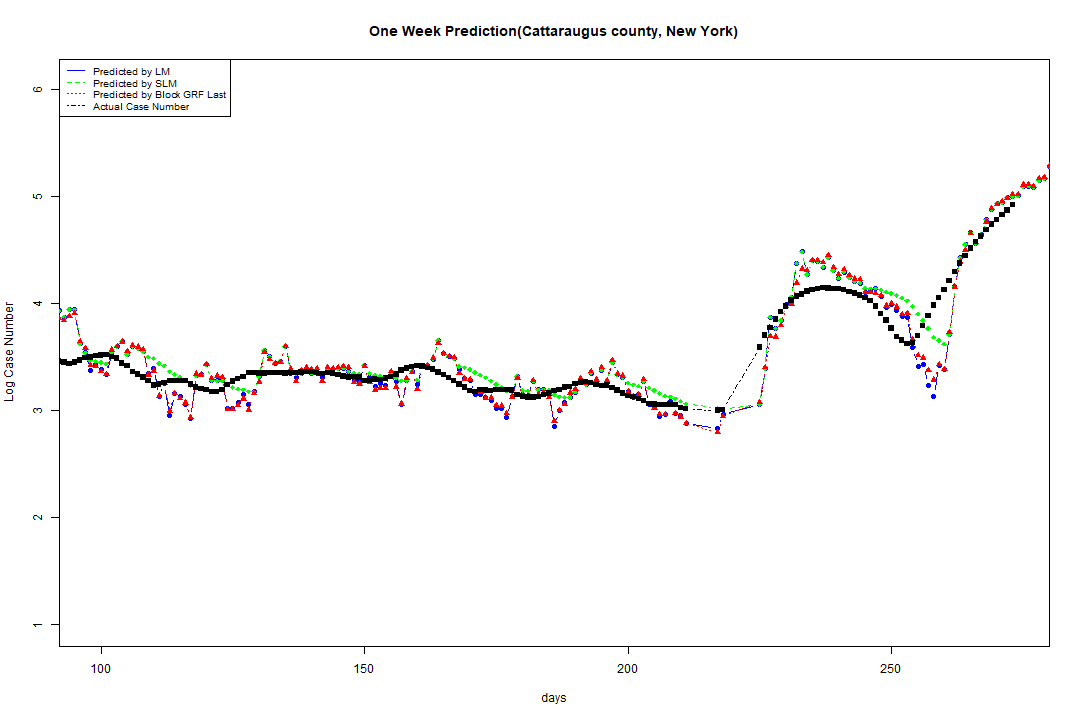 One Week Prediction(Cattaraugus county, New York)
Predicted by LM
Predicted by SLM
Predicted by Block GRF Last
Actual Case Number
6
5
4
3
2
1
Log Case Number
100 150 200 250
days